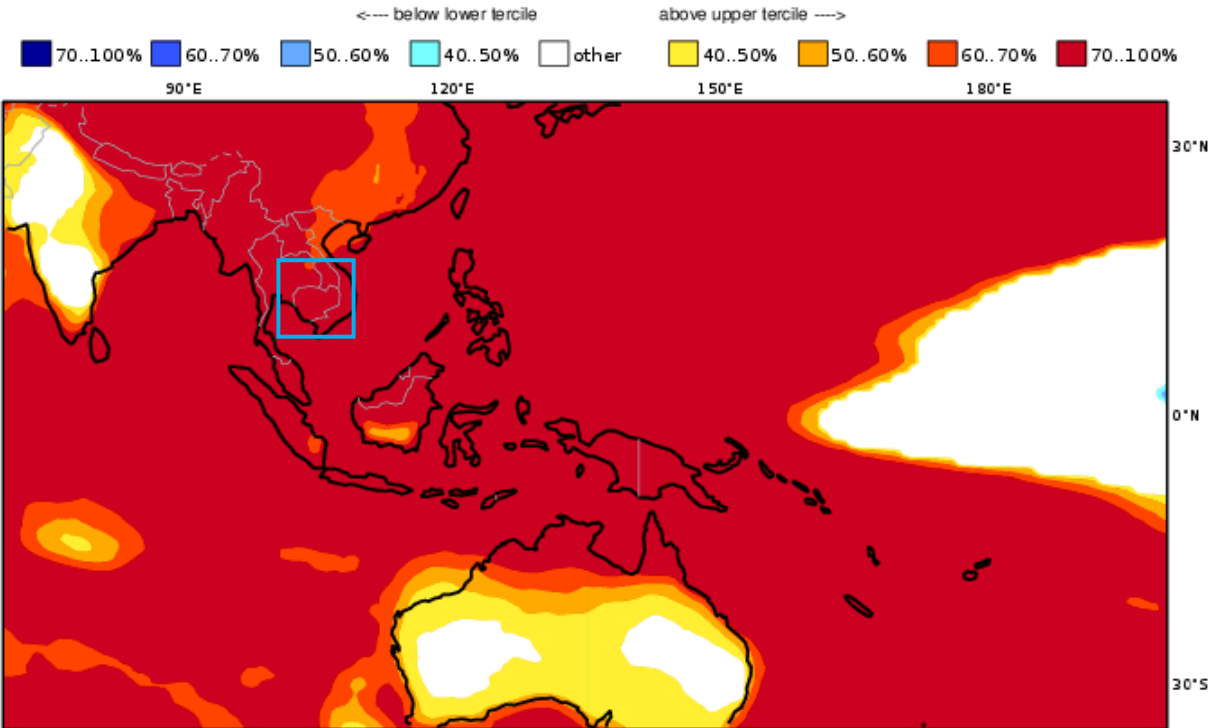 <---- below lower tercile above upper tercile ---->
70..100% 60..70% 50..60% 40..50% other 40..50% 50..60% 60..70% 70..100%
90°E 120°E 150°E 180°E
30°N
0°N
30°S